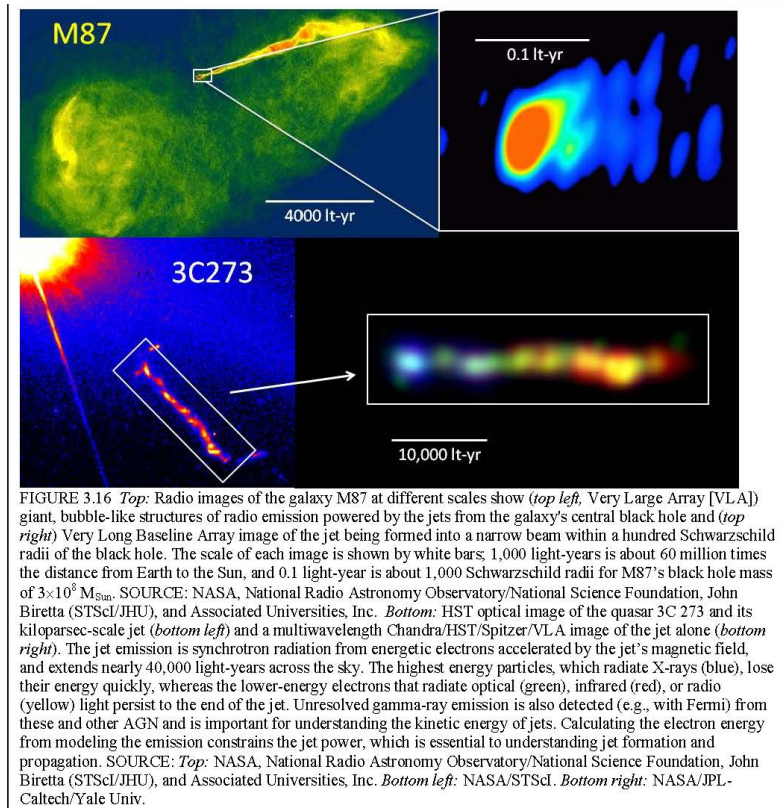 M87
0.1 lt-yr
4000 lt-yr
3C273
10,000 lt-yr
FIGURE 3.16 Top: Radio images of the galaxy M87 at different scales show (top left, Very Large Array [VLA])
giant, bubble-like structures of radio emission powered by the jets from the galaxy's central black hole and (top
right) Very Long Baseline Array image of the jet being formed into a narrow beam within a hundred Schwarzschild
radii of the black hole. The scale of each image is shown by white bars; 1,000 light-years is about 60 million times
the distance from Earth to the Sun, and 0.1 light-year is about 1,000 Schwarzschild radii for M87’s black hole mass
of 3×10⁸ MSun. SOURCE: NASA, National Radio Astronomy Observatory/National Science Foundation, John
Biretta (STScI/JHU), and Associated Universities, Inc. Bottom: HST optical image of the quasar 3C 273 and its
kiloparsec-scale jet (bottom left) and a multiwavelength Chandra/HST/Spitzer/VLA image of the jet alone (bottom
right). The jet emission is synchrotron radiation from energetic electrons accelerated by the jet’s magnetic field,
and extends nearly 40,000 light-years across the sky. The highest energy particles, which radiate X-rays (blue), lose
their energy quickly, whereas the lower-energy electrons that radiate optical (green), infrared (red), or radio
(yellow) light persist to the end of the jet. Unresolved gamma-ray emission is also detected (e.g., with Fermi) from
these and other AGN and is important for understanding the kinetic energy of jets. Calculating the electron energy
from modeling the emission constrains the jet power, which is essential to understanding jet formation and
propagation. SOURCE: Top: NASA, National Radio Astronomy Observatory/National Science Foundation, John
Biretta (STScI/JHU), and Associated Universities, Inc. Bottom left: NASA/STScI. Bottom right: NASA/JPL-
Caltech/Yale Univ.